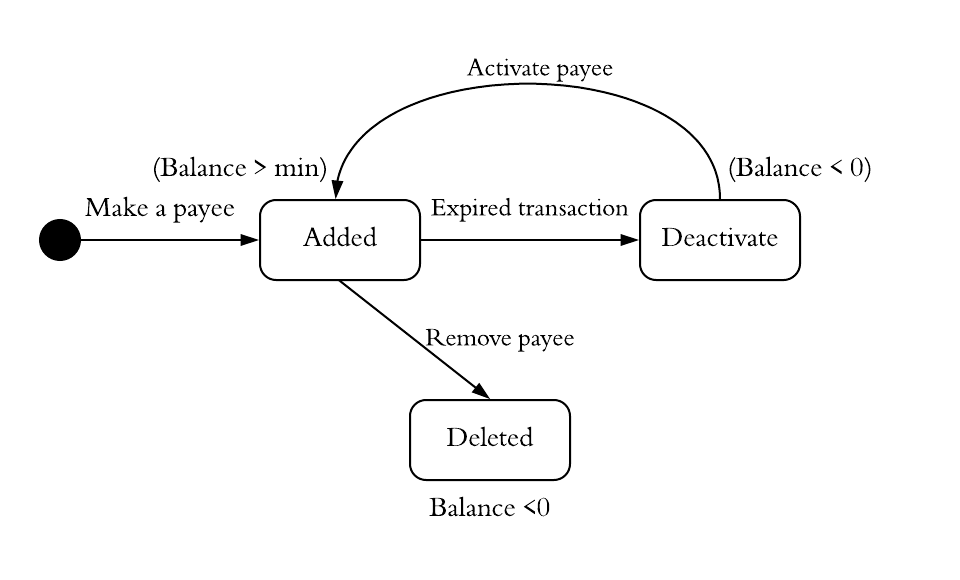 Activate payee
(Balance > min)
(Balance < 0)
Make a payee
Expired transaction
Added
Deactivate
Remove payee
Deleted
Balance <0